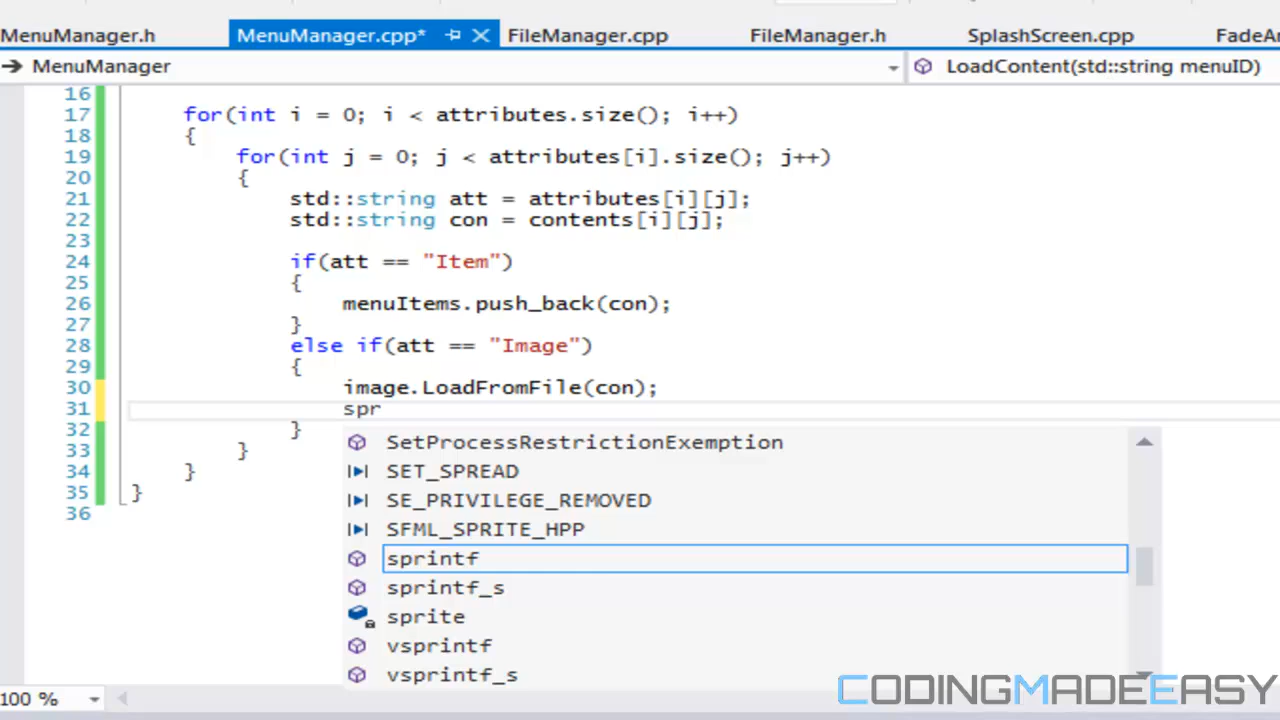 MenuManager.h MenuManager.cpp* FileManager.cpp FileManager.h SplashScreen.cpp FadeAn
MenuManager LoadContent(std::string menuID)
16
17 for(int i = 0; i < attributes.size(); i++)
18 {
19 for(int j = 0; j < attributes[i].size(); j++)
20 {
21 std::string att = attributes[i][j];
22 std::string con = contents[i][j];
23
24 if(att == "Item")
25 {
26 menuItems.push_back(con);
27 }
28 else if(att == "Image")
29 {
30 image.LoadFromFile(con);
31 spr
32 }
33 }
34 }
35 }
36
SetProcessRestrictionExemption
SET_SPREAD
SE_PRIVILEGE_REMOVED
SFML_SPRITE_HPP
sprintf
sprintf_s
sprite
vsprintf
vsprintf_s
100 %
CODINGMADEEASY